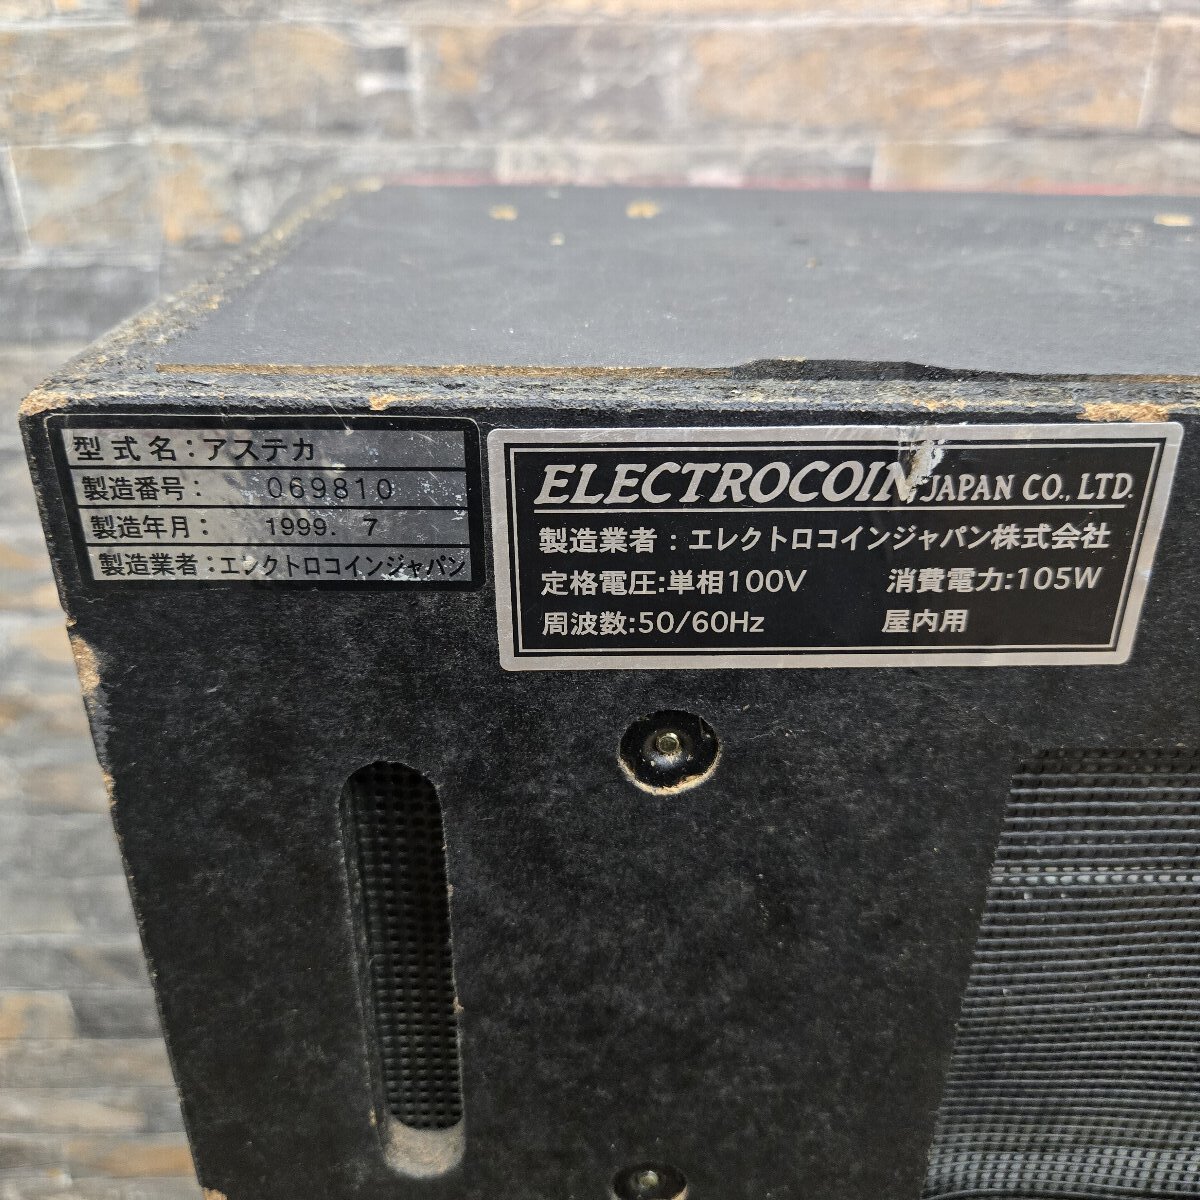 型式名：アステカ
製造番号： 069810
製造年月： 1999. 7
製造業者：エレクトロコインジャパン
ELECTROCOIN JAPAN CO., LTD.
製造業者：エレクトロコインジャパン株式会社
定格電圧:単相100V 消費電力:105W
周波数:50/60Hz 屋内用